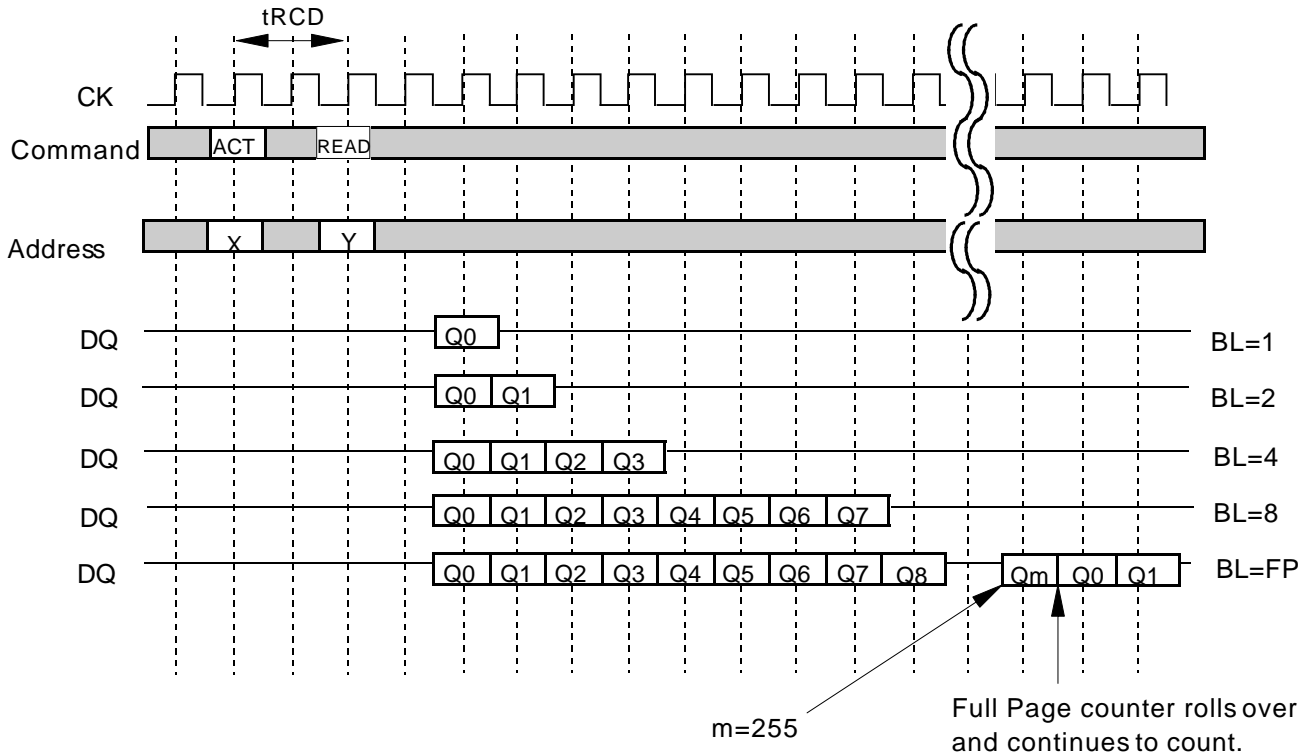 tRCD
CK
Command ACT READ
Address X Y
DQ Q0 BL=1
DQ Q0 Q1 BL=2
DQ Q0 Q1 Q2 Q3 BL=4
DQ Q0 Q1 Q2 Q3 Q4 Q5 Q6 Q7 BL=8
DQ Q0 Q1 Q2 Q3 Q4 Q5 Q6 Q7 Q8 Qm Q0 Q1 BL=FP
m=255
Full Page counter rolls over
and continues to count.